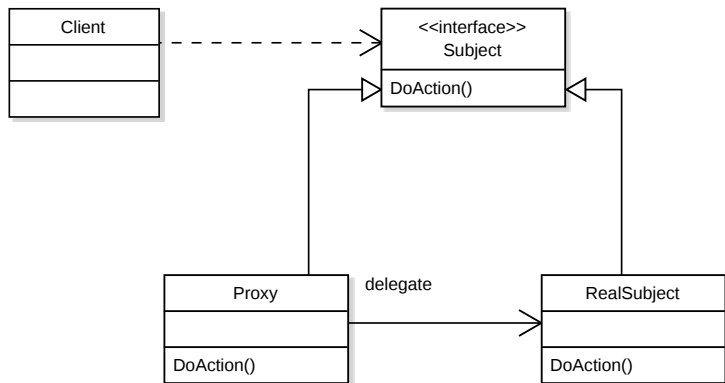 Client
<<interface>>
Subject
DoAction()
Proxy
delegate
RealSubject
DoAction()
DoAction()